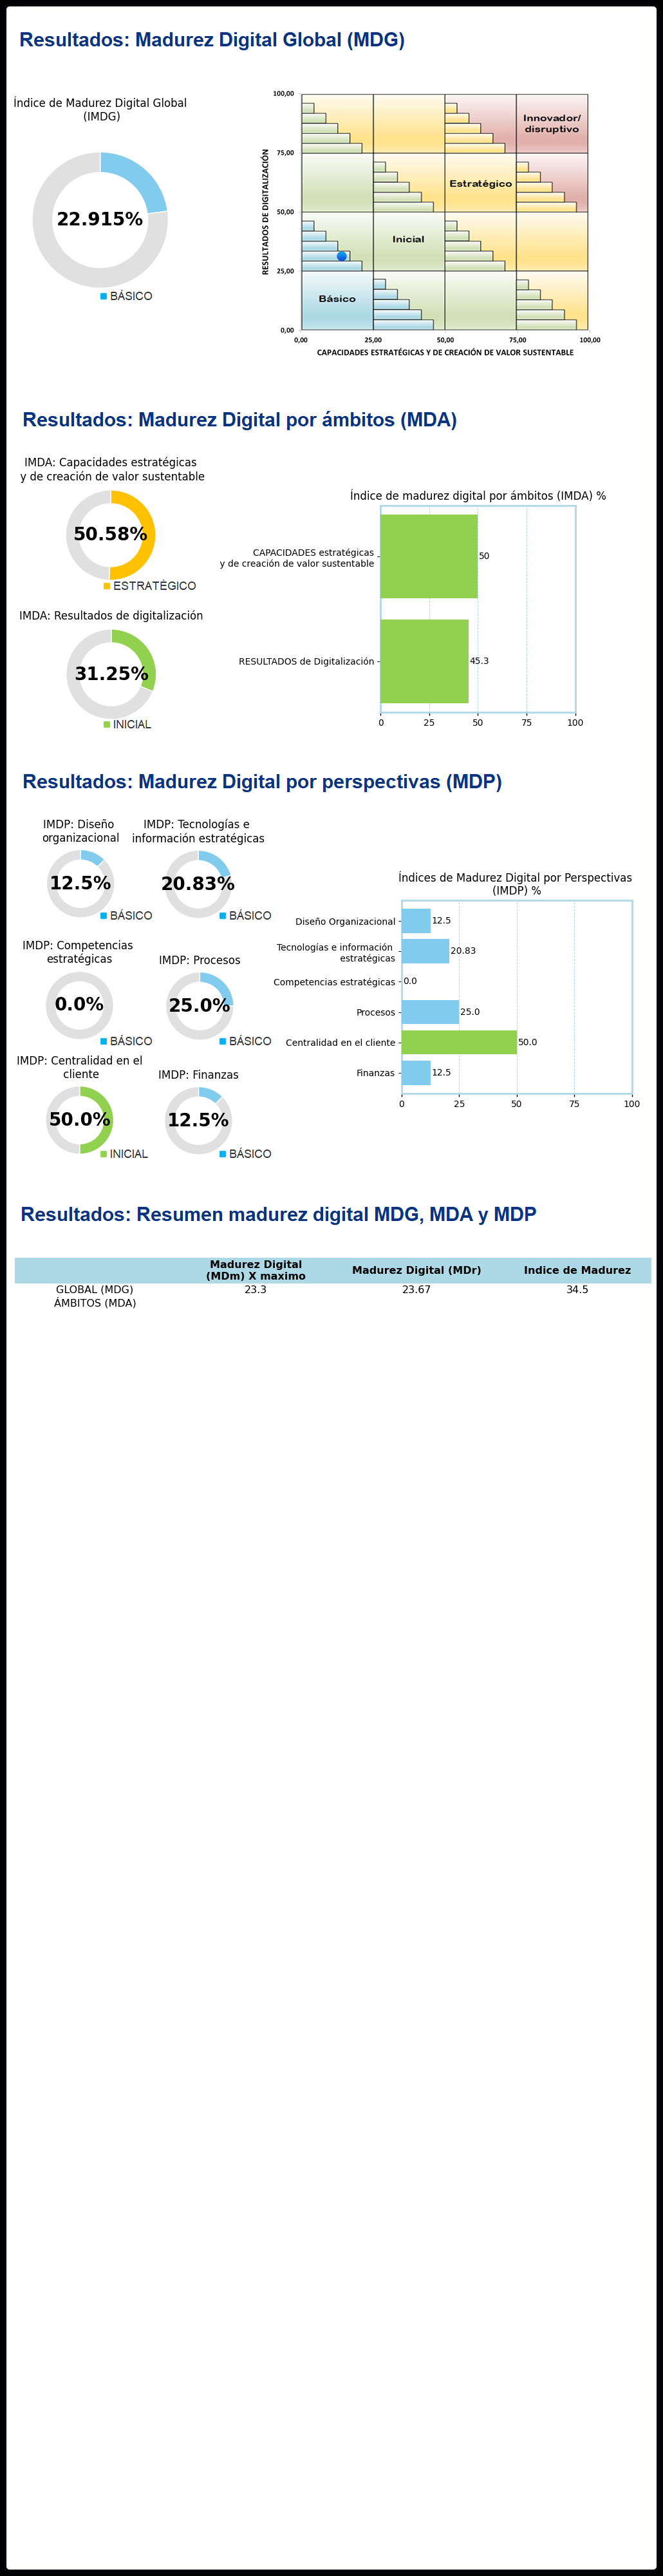 Resultados: Madurez Digital Global (MDG)
Índice de Madurez Digital Global
(IMDG)
22.915%
BÁSICO
100,00
75,00
50,00
25,00
0,00
RESULTADOS DE DIGITALIZACIÓN
Innovador/
disruptivo
Estratégico
Inicial
Básico
0,00 25,00 50,00 75,00 100,00
CAPACIDADES ESTRATÉGICAS Y DE CREACIÓN DE VALOR SUSTENTABLE
Resultados: Madurez Digital por ámbitos (MDA)
IMDA: Capacidades estratégicas
y de creación de valor sustentable
50.58%
ESTRATÉGICO
IMDA: Resultados de digitalización
31.25%
INICIAL
Índice de madurez digital por ámbitos (IMDA) %
CAPACIDADES estratégicas
y de creación de valor sustentable
50
RESULTADOS de Digitalización
45.3
0 25 50 75 100
Resultados: Madurez Digital por perspectivas (MDP)
IMDP: Diseño
organizacional
12.5%
BÁSICO
IMDP: Tecnologías e
información estratégicas
20.83%
BÁSICO
IMDP: Competencias
estratégicas
0.0%
BÁSICO
IMDP: Procesos
25.0%
BÁSICO
IMDP: Centralidad en el
cliente
50.0%
INICIAL
IMDP: Finanzas
12.5%
BÁSICO
Índices de Madurez Digital por Perspectivas
(IMDP) %
Diseño Organizacional 12.5
Tecnologías e información
estratégicas 20.83
Competencias estratégicas 0.0
Procesos 25.0
Centralidad en el cliente 50.0
Finanzas 12.5
0 25 50 75 100
Resultados: Resumen madurez digital MDG, MDA y MDP
Madurez Digital
(MDm) X maximo
Madurez Digital (MDr)
Indice de Madurez
GLOBAL (MDG) 23.3 23.67 34.5
ÁMBITOS (MDA)